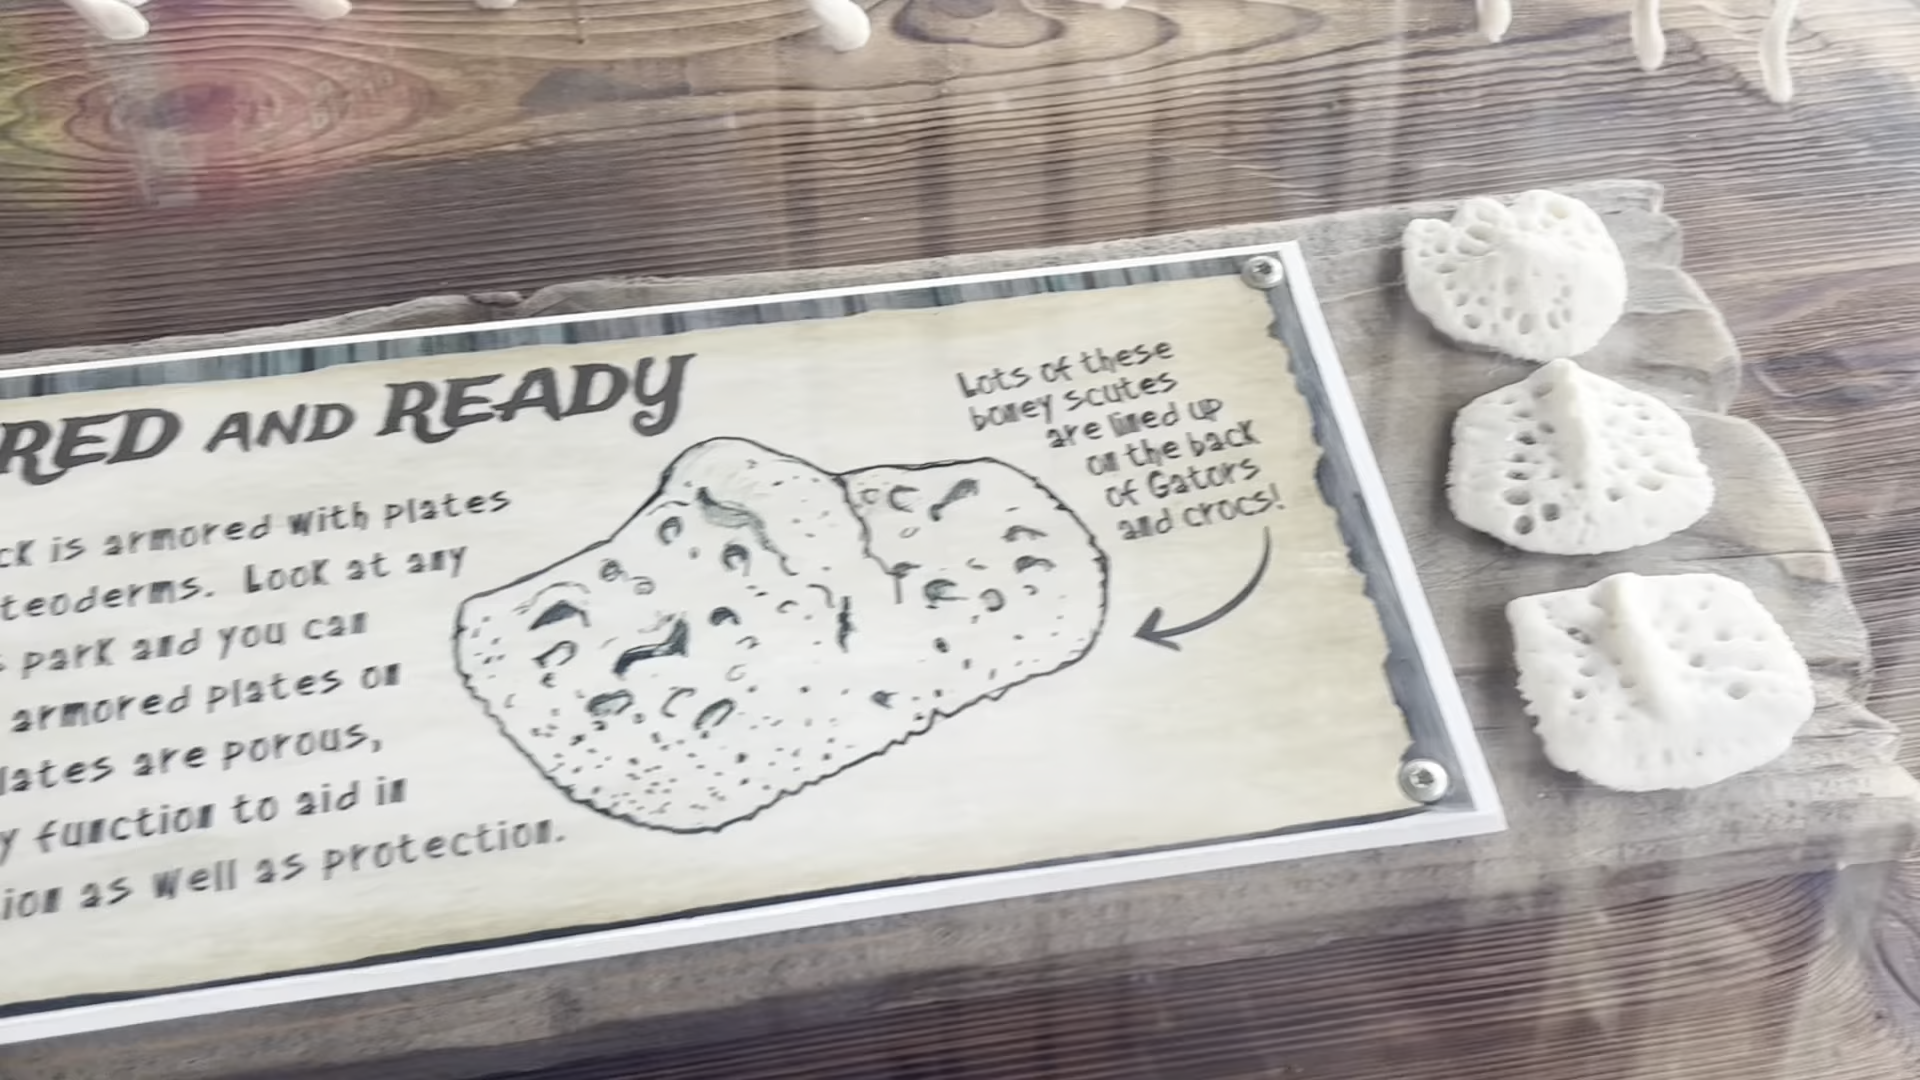 RED AND READY
ck is armored with plates
teoderms. Look at any
s park and you can
armored plates on
lates are porous,
y function to aid in
ion as well as protection.
Lots of these
boney scutes
are lined up
on the back
of Gators
and crocs!